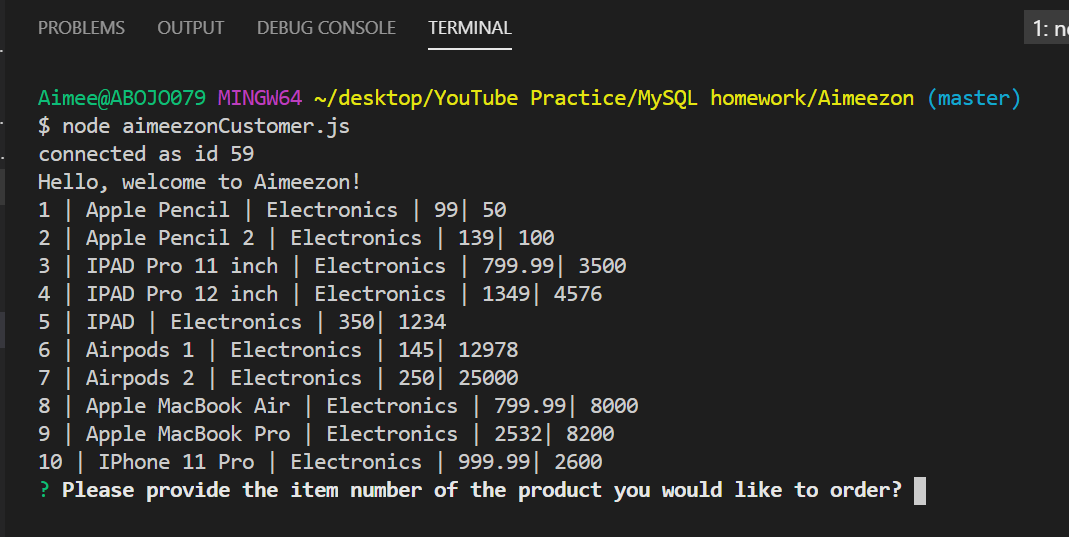 PROBLEMS OUTPUT DEBUG CONSOLE TERMINAL 1: no
Aimee@ABOJO079 MINGW64 ~/desktop/YouTube Practice/MySQL homework/Aimeezon (master)
$ node aimeezonCustomer.js
connected as id 59
Hello, welcome to Aimeezon!
1 | Apple Pencil | Electronics | 99| 50
2 | Apple Pencil 2 | Electronics | 139| 100
3 | IPAD Pro 11 inch | Electronics | 799.99| 3500
4 | IPAD Pro 12 inch | Electronics | 1349| 4576
5 | IPAD | Electronics | 350| 1234
6 | Airpods 1 | Electronics | 145| 12978
7 | Airpods 2 | Electronics | 250| 25000
8 | Apple MacBook Air | Electronics | 799.99| 8000
9 | Apple MacBook Pro | Electronics | 2532| 8200
10 | IPhone 11 Pro | Electronics | 999.99| 2600
? Please provide the item number of the product you would like to order?